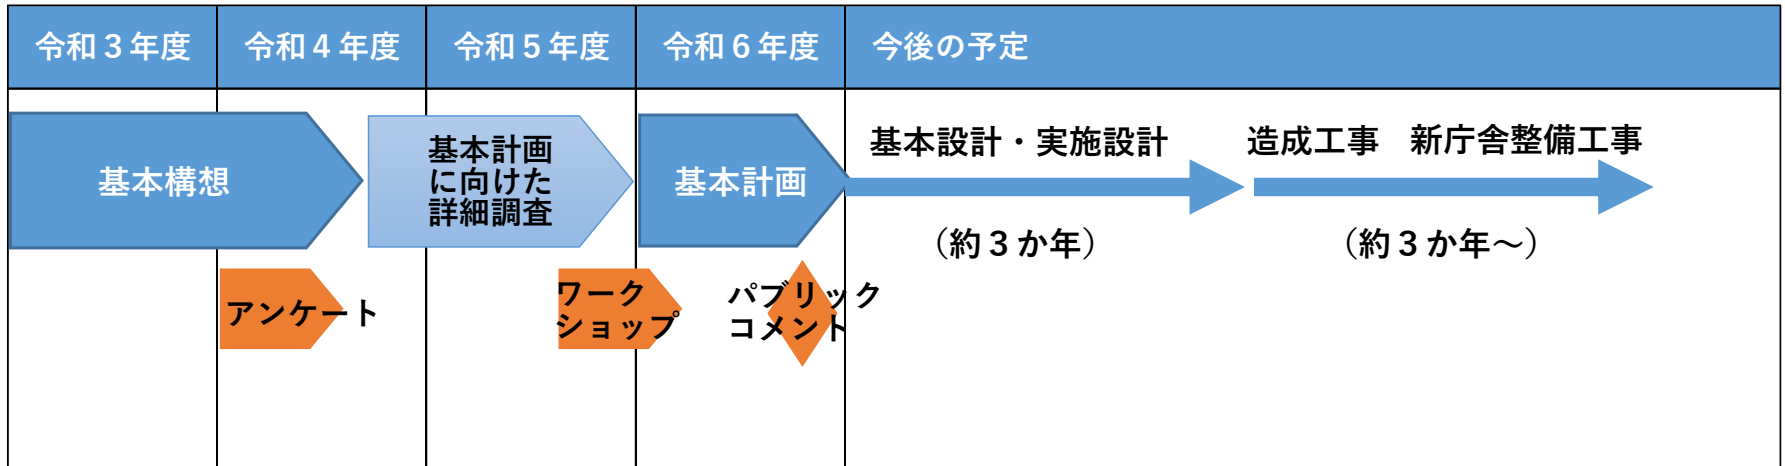 令和３年度
令和４年度
令和５年度
令和６年度
今後の予定
基本構想
基本計画
に向けた
詳細調査
基本計画
基本設計・実施設計
造成工事　新庁舎整備工事
（約３か年）
（約３か年～）
アンケート
ワーク
ショップ
パブリック
コメント